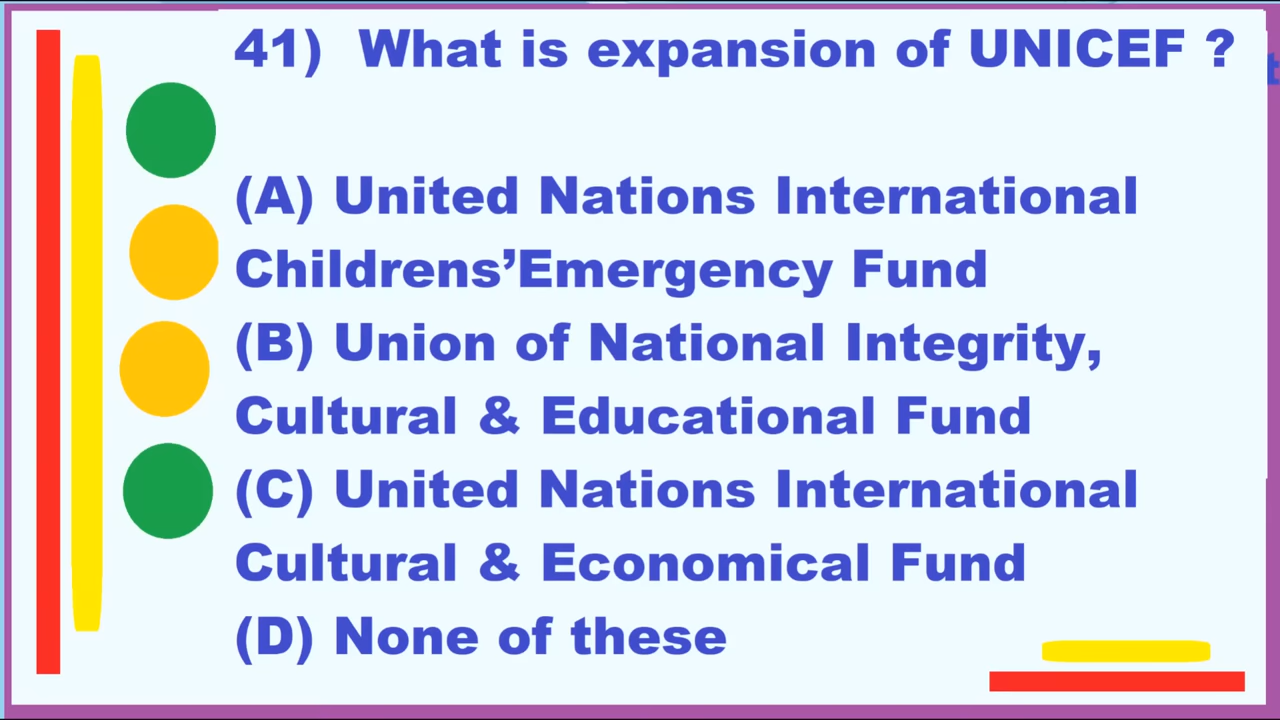 41) What is expansion of UNICEF ?
(A) United Nations International
Childrens’Emergency Fund
(B) Union of National Integrity,
Cultural & Educational Fund
(C) United Nations International
Cultural & Economical Fund
(D) None of these